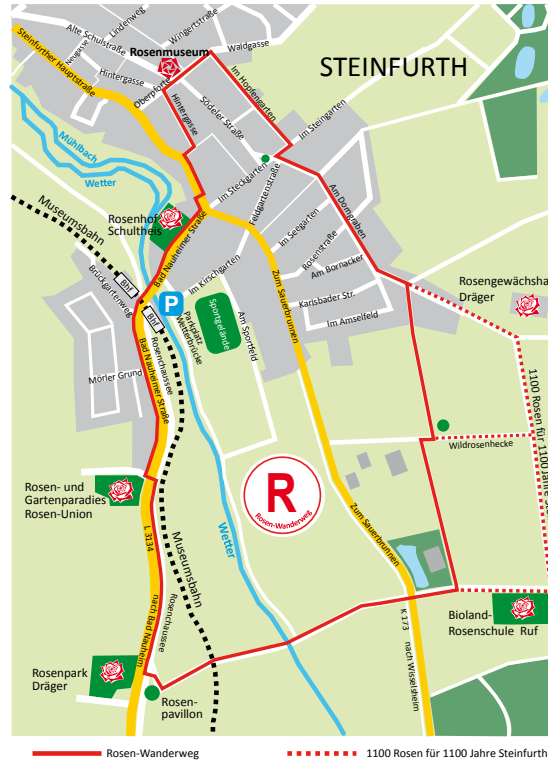 Lindenweg
Wingertstraße
Alte Schulstraße
Neugasse
Rosenmuseum
Waldgasse
Steinfurther Hauptstraße
Hintergasse
Oberpforte
STEINFURTH
Hintergasse
Im Hopfengarten
Södeler Straße
Im Steingarten
Mühlbach
Wetter
Im Steckgarten
Feldgartenstraße
Am Dorngraben
Museumsbahn
Rosenhof
Schultheis
Bad Nauheimer Straße
Im Seegarten
Rosenstraße
Am Bornacker
Zum Sauerbrunnen
Im Kirschgarten
Karlsbader Str.
Im Amselfeld
Rosengewächsha
Dräger
Bhf
Brückgartenweg
P
Bhf
Parkplatz
Wetterbrücke
Sportgelände
Am Sportfeld
Rosenchaussee
Bad Nauheimer Straße
Mörler Grund
1100 Rosen für 1100 Jahre Ste
Wildrosenhecke
Rosen- und
Gartenparadies
Rosen-Union
R
Rosen-Wanderweg
L 3134
Museumsbahn
Wetter
Zum Sauerbrunnen
nach Bad Nauheim
Rosenchaussee
K 173
nach Wisselsheim
Bioland-
Rosenschule Ruf
Rosenpark
Dräger
Rosen-
pavillon
Rosen-Wanderweg
1100 Rosen für 1100 Jahre Steinfurth